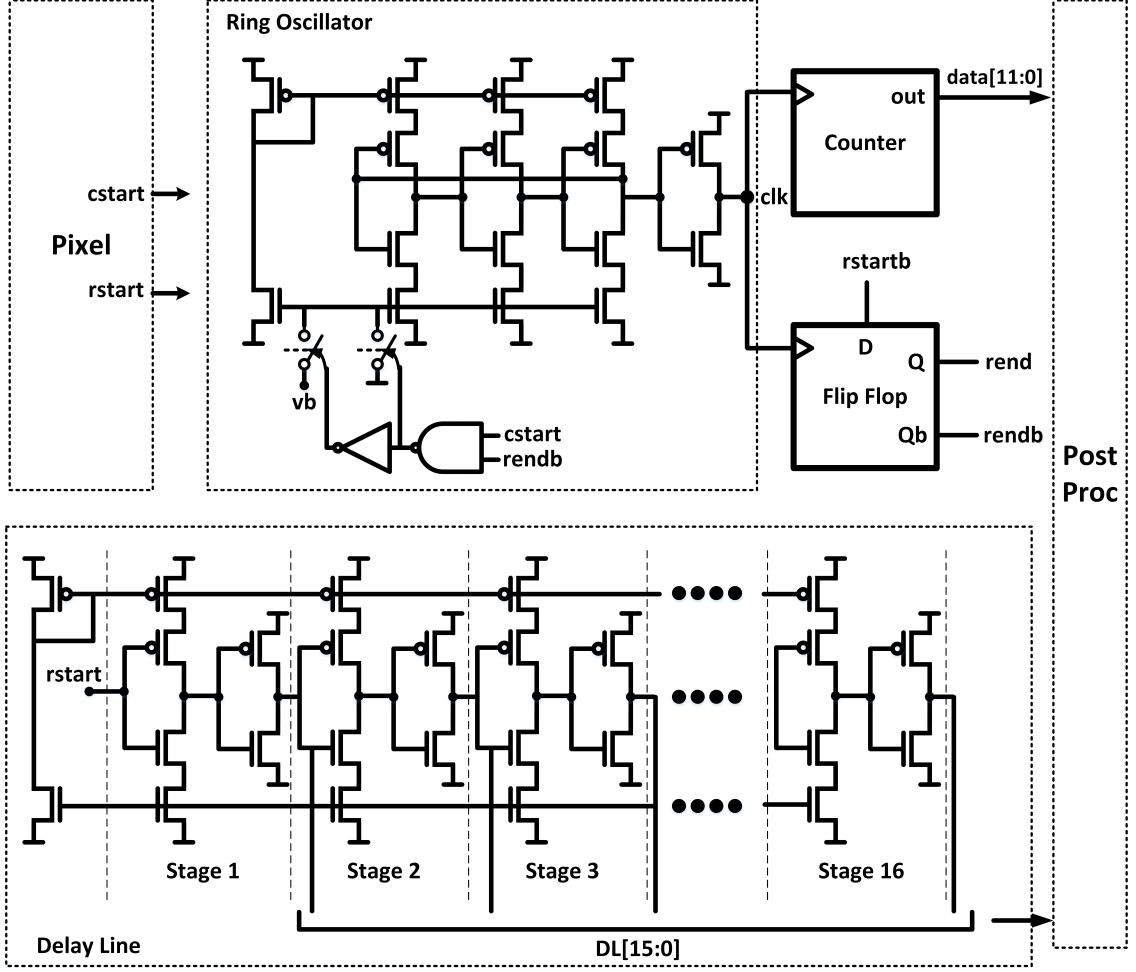 Ring Oscillator
data[11:0]
out
Counter
cstart
clk
Pixel
rstart
rstartb
D
Q
rend
Flip Flop
vb
cstart
rendb
Qb
rendb
Post
Proc
rstart
Stage 1
Stage 2
Stage 3
Stage 16
Delay Line
DL[15:0]